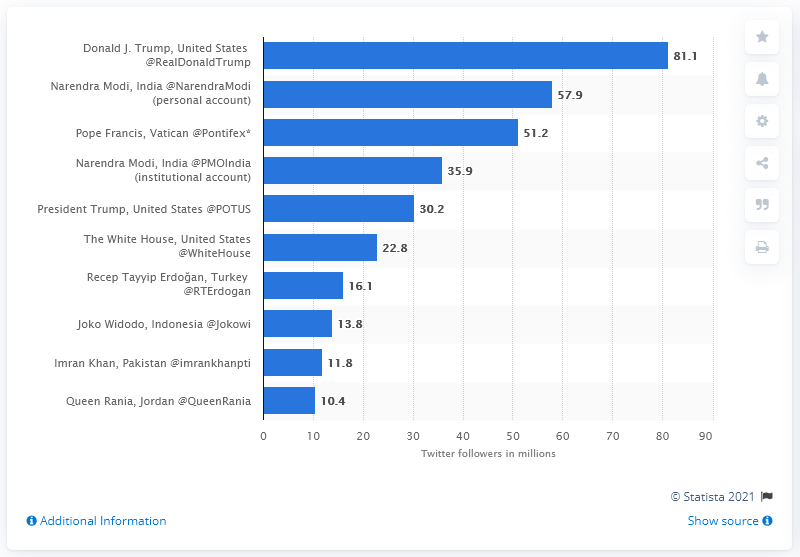 Donald J. Trump, United States
@RealDonaldTrump
81.1
Narendra Modi, India @NarendraModi
(personal account)
57.9
Pope Francis, Vatican @Pontifex*
51.2
Narendra Modi, India @PMOIndia
(institutional account)
35.9
President Trump, United States @POTUS
30.2
The White House, United States
@WhiteHouse
22.8
Recep Tayyip Erdoğan, Turkey
@RTErdogan
16.1
Joko Widodo, Indonesia @Jokowi
13.8
Imran Khan, Pakistan @imrankhanpti
11.8
Queen Rania, Jordan @QueenRania
10.4
0 10 20 30 40 50 60 70 80 90
Twitter followers in millions
© Statista 2021
Additional Information
Show source